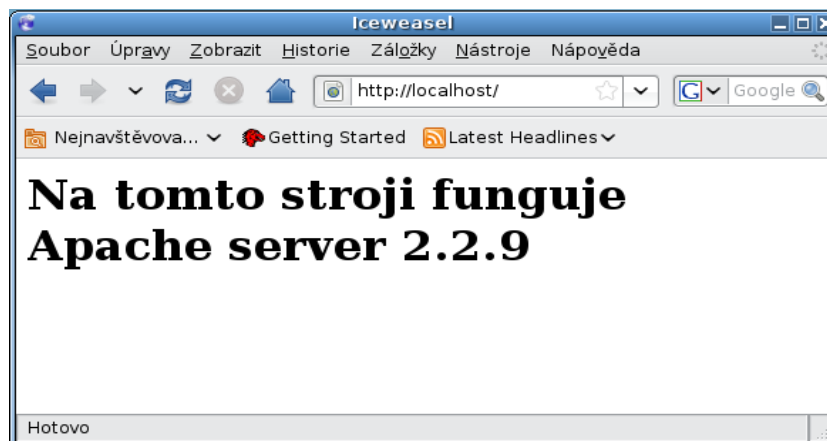 Iceweasel
Soubor Úpravy Zobrazit Historie Záložky Nástroje Nápověda
http://localhost/ G Google
Nejnavštěvova... Getting Started Latest Headlines
Na tomto stroji funguje
Apache server 2.2.9
Hotovo